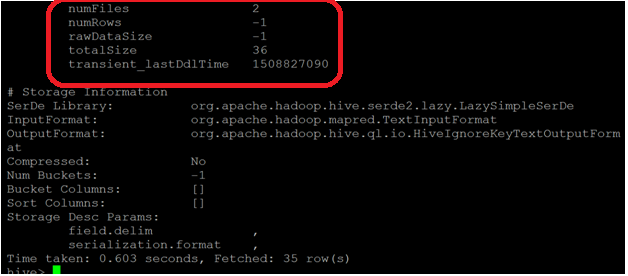 numFiles 2
numRows -1
rawDataSize -1
totalSize 36
transient_lastDdlTime 1508827090
# Storage Information
SerDe Library: org.apache.hadoop.hive.serde2.lazy.LazySimpleSerDe
InputFormat: org.apache.hadoop.mapred.TextInputFormat
OutputFormat: org.apache.hadoop.hive.ql.io.HiveIgnoreKeyTextOutputForm
at
Compressed: No
Num Buckets: -1
Bucket Columns: []
Sort Columns: []
Storage Desc Params:
field.delim ,
serialization.format ,
Time taken: 0.603 seconds, Fetched: 35 row(s)
hive>